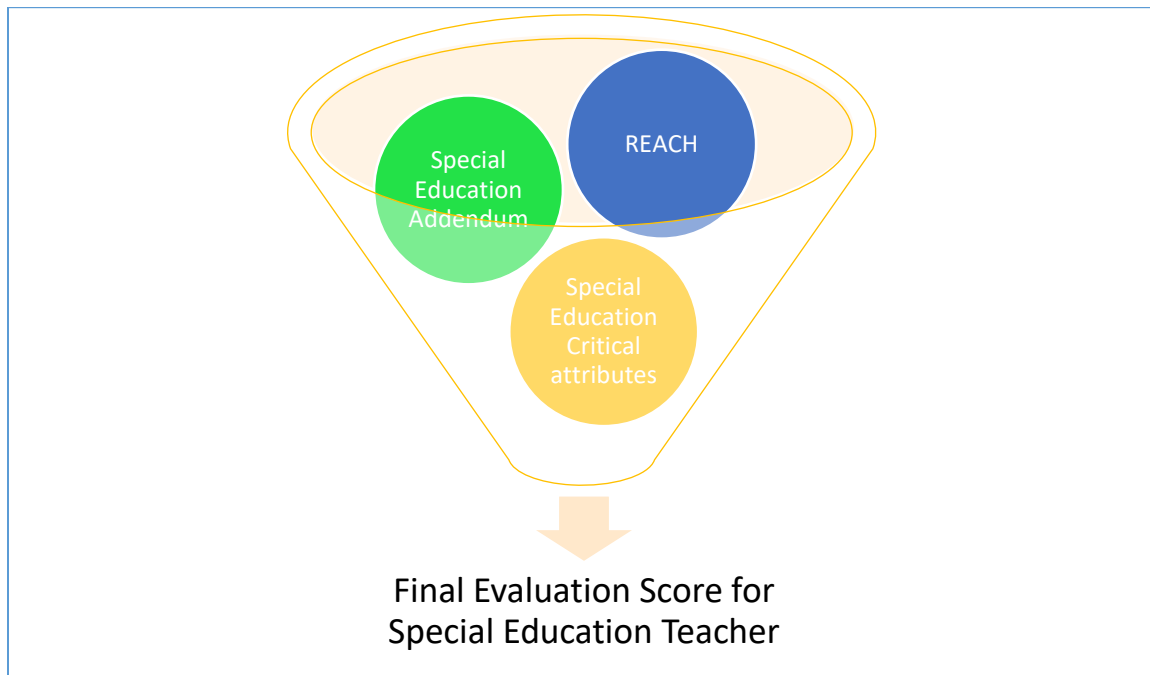 Special
Education
Addendum
REACH
Special
Education
Critical
attributes
Final Evaluation Score for
Special Education Teacher